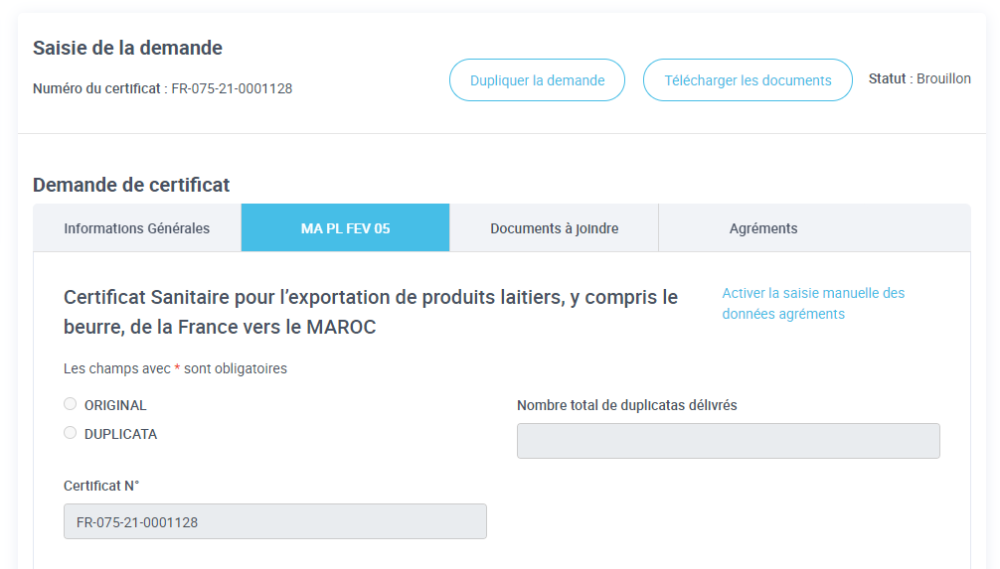 Saisie de la demande
Numéro du certificat : FR-075-21-0001128
Dupliquer la demande
Télécharger les documents
Statut : Brouillon
Demande de certificat
Informations Générales
MA PL FEV 05
Documents à joindre
Agréments
Certificat Sanitaire pour l’exportation de produits laitiers, y compris le
beurre, de la France vers le MAROC
Activer la saisie manuelle des
données agréments
Les champs avec * sont obligatoires
ORIGINAL
DUPLICATA
Nombre total de duplicatas délivrés
Certificat N°
FR-075-21-0001128